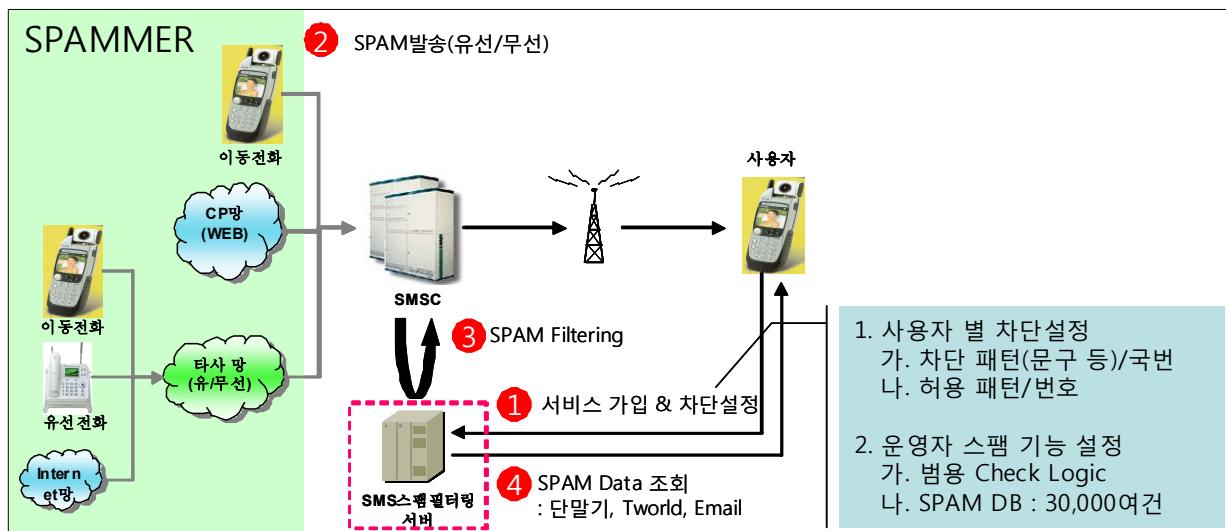 SPAMMER
2 SPAM발송(유선/무선)
이동전화
사용자
CP망
(WEB)
이동전화
SMSC
3 SPAM Filtering
타사 망
(유/무선)
유선전화
1 서비스 가입 & 차단설정
Intern
et망
SMS스팸필터링
서버
4 SPAM Data 조회
: 단말기, Tworld, Email
1. 사용자 별 차단설정
가. 차단 패턴(문구 등)/국번
나. 허용 패턴/번호
2. 운영자 스팸 기능 설정
가. 범용 Check Logic
나. SPAM DB : 30,000여건